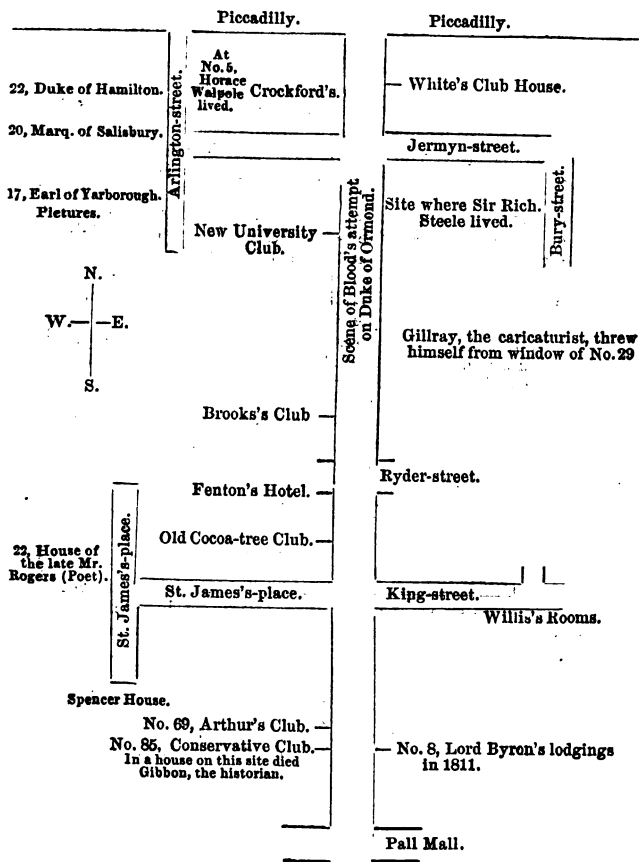 Piccadilly.
Piccadilly.
At
No. 5,
Horace
Walpole
lived.
Crockford's.
22, Duke of Hamilton.
White's Club House.
20, Marq. of Salisbury.
Arlington-street.
Jermyn-street.
17, Earl of Yarborough.
Pictures.
New University
Club.
Scene of Blood's attempt
on Duke of Ormond.
Site where Sir Rich.
Steele lived.
Bury-street.
N.
W.
E.
S.
Gillray, the caricaturist, threw
himself from window of No. 29
Brooks's Club
Ryder-street.
Fenton's Hotel.
Old Cocoa-tree Club.
22, House of
the late Mr.
Rogers (Poet).
St. James's-place.
St. James's-place.
King-street.
Willis's Rooms.
Spencer House.
No. 69, Arthur's Club.
No. 85, Conservative Club.
In a house on this site died
Gibbon, the historian.
No. 8, Lord Byron's lodgings
in 1811.
Pall Mall.